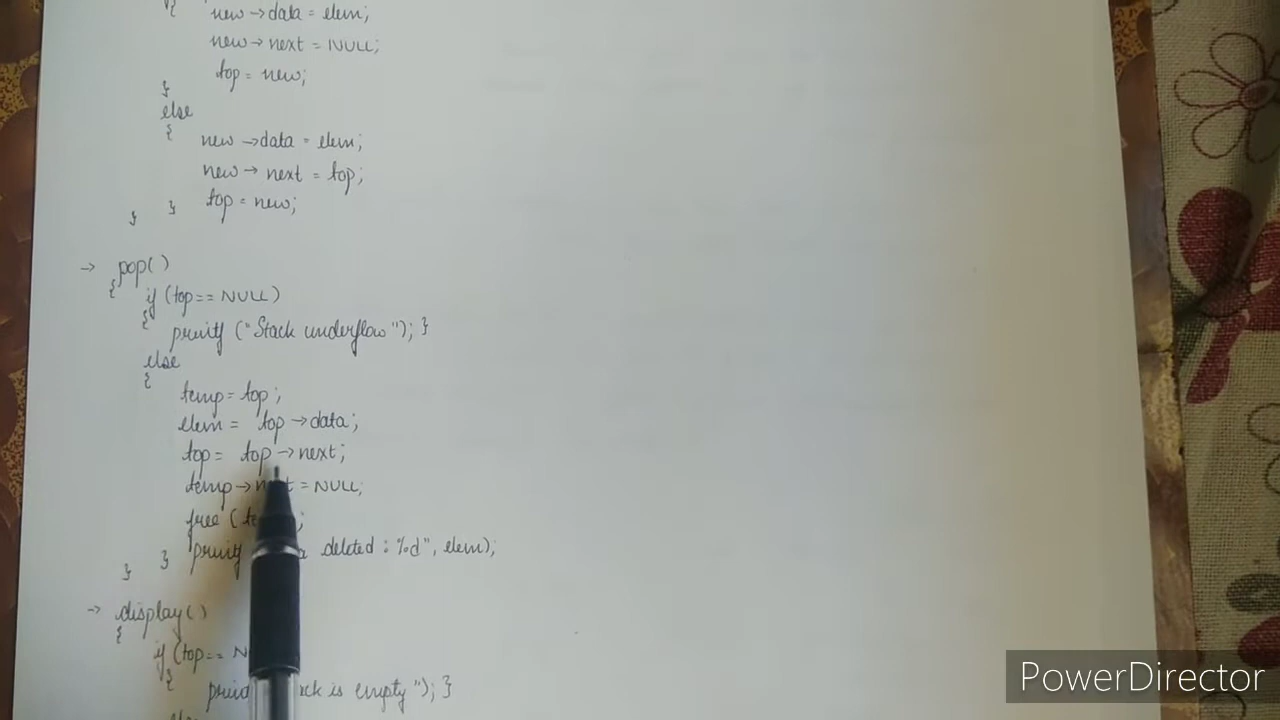 { new → data = elem;
new → next = NULL;
top = new;
}
else
{
new → data = elem;
new → next = top;
} } top = new;
→ pop()
{ if (top == NULL)
{ printf ("Stack underflow"); }
else
{
temp = top;
elem = top → data;
top = top → next;
temp → = NULL;
free (
} } printf deleted : %d", elem);
→ display()
{
if (top ==
{ is empty"); }
else
PowerDirector